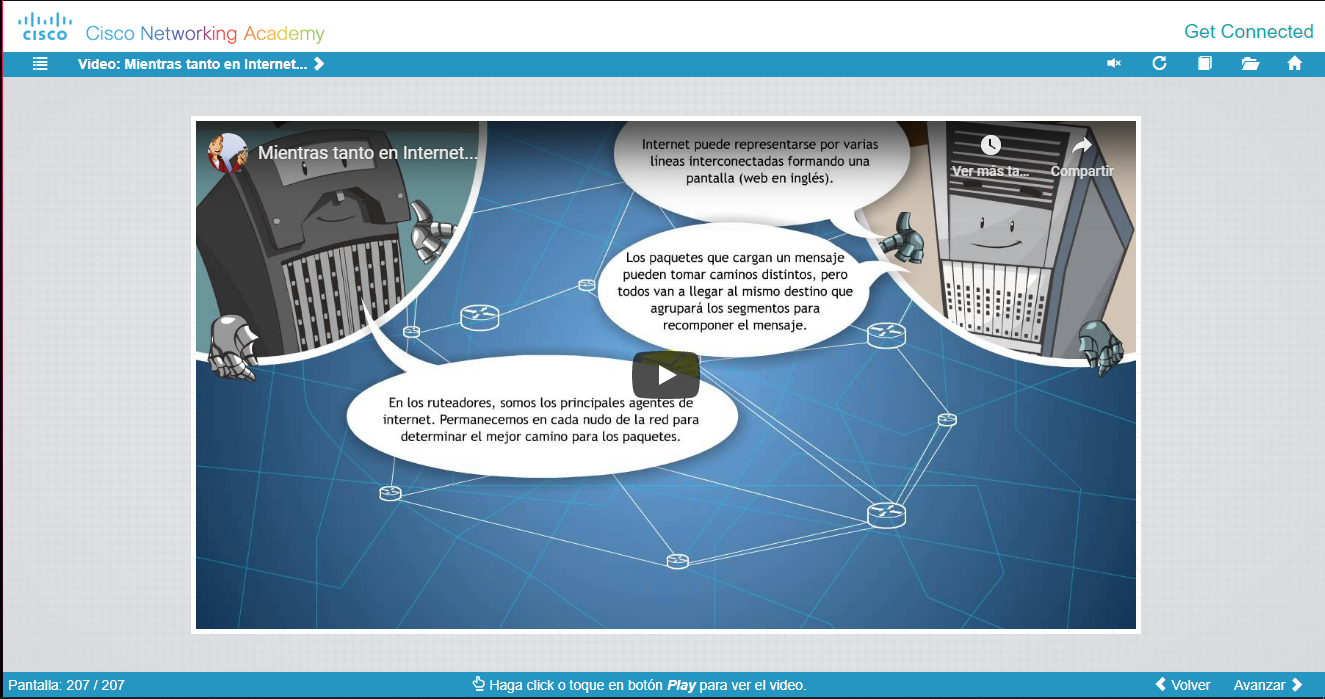 cisco
Cisco Networking Academy
Get Connected
Video: Mientras tanto en Internet...
Mientras tanto en Internet...
Ver más ta...
Compartir
Internet puede representarse por varias
líneas interconectadas formando una
pantalla (web en inglés).
Los paquetes que cargan un mensaje
pueden tomar caminos distintos, pero
todos van a llegar al mismo destino que
agrupará los segmentos para
recomponer el mensaje.
En los ruteadores, somos los principales agentes de
internet. Permanecemos en cada nudo de la red para
determinar el mejor camino para los paquetes.
Pantalla: 207 / 207
Haga click o toque en botón Play para ver el video.
Volver
Avanzar